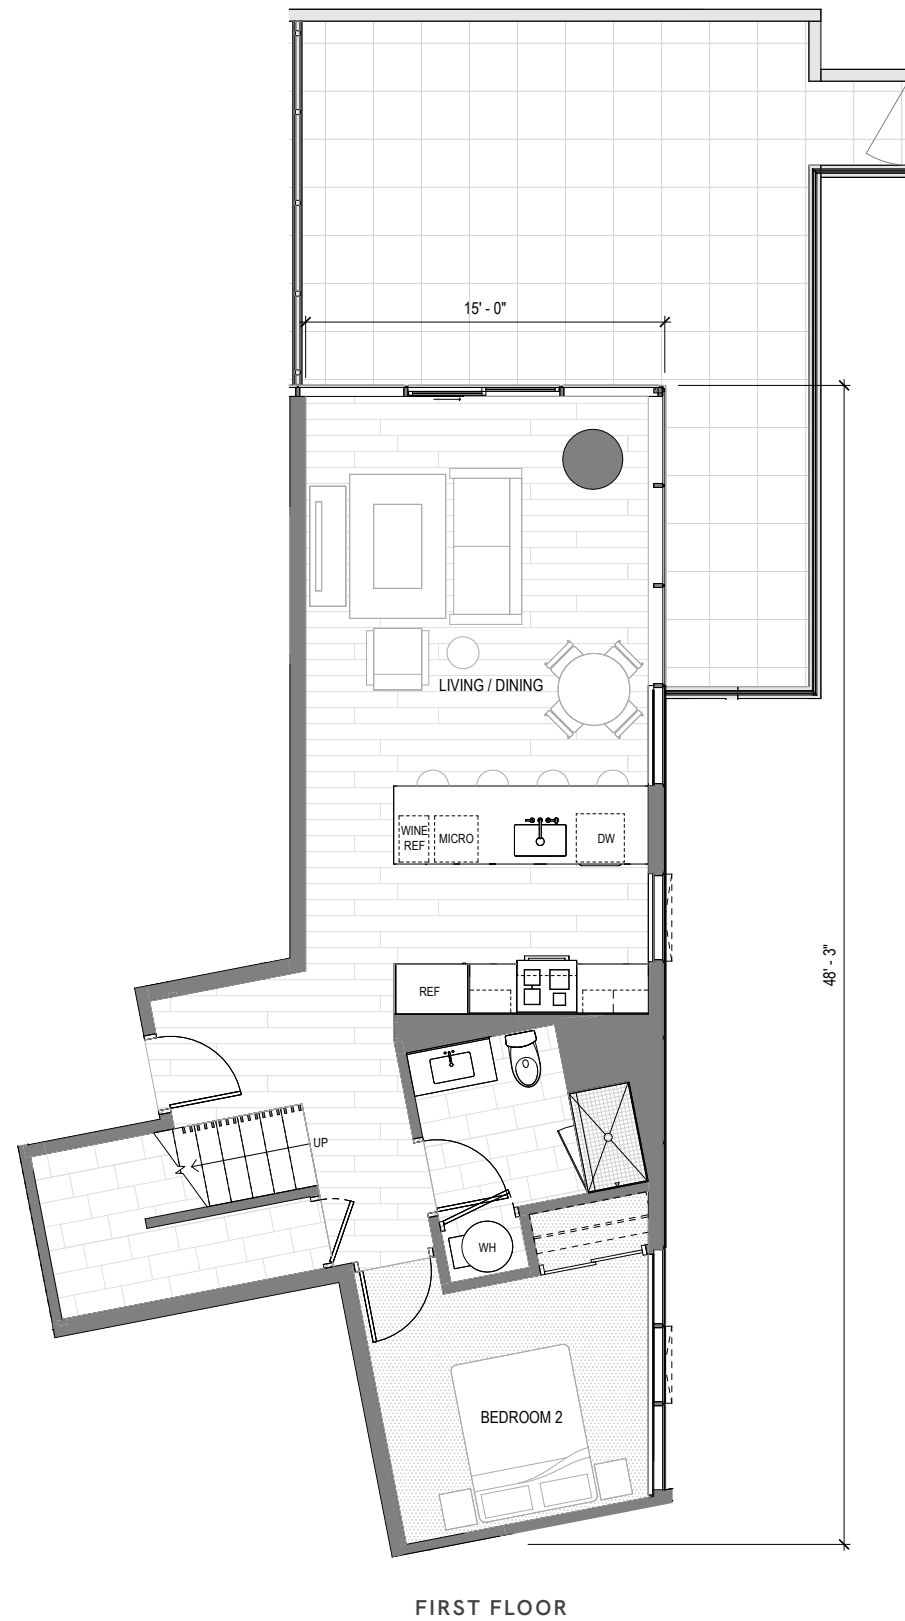 15' - 0"
LIVING / DINING
WINE
REF
MICRO
DW
48' - 3"
REF
UP
WH
BEDROOM 2
FIRST FLOOR